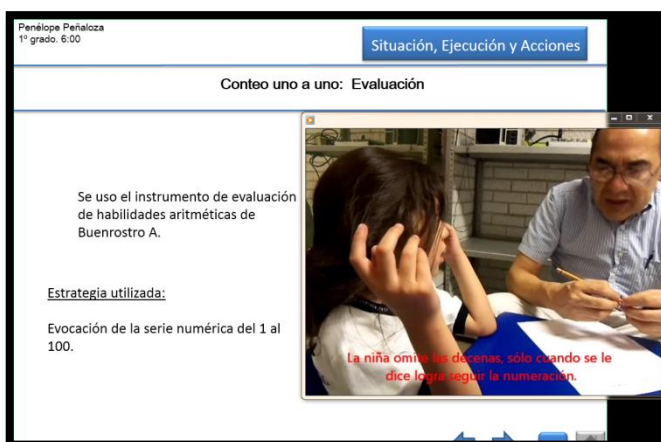 Penélope Peñaloza
1º grado. 6:00
Situación, Ejecución y Acciones
Conteo uno a uno: Evaluación
Se uso el instrumento de evaluación
de habilidades aritméticas de
Buenrostro A.
Estrategia utilizada:
Evocación de la serie numérica del 1 al
100.
La niña omite las decenas, sólo cuando se le
dice logra seguir la numeración.